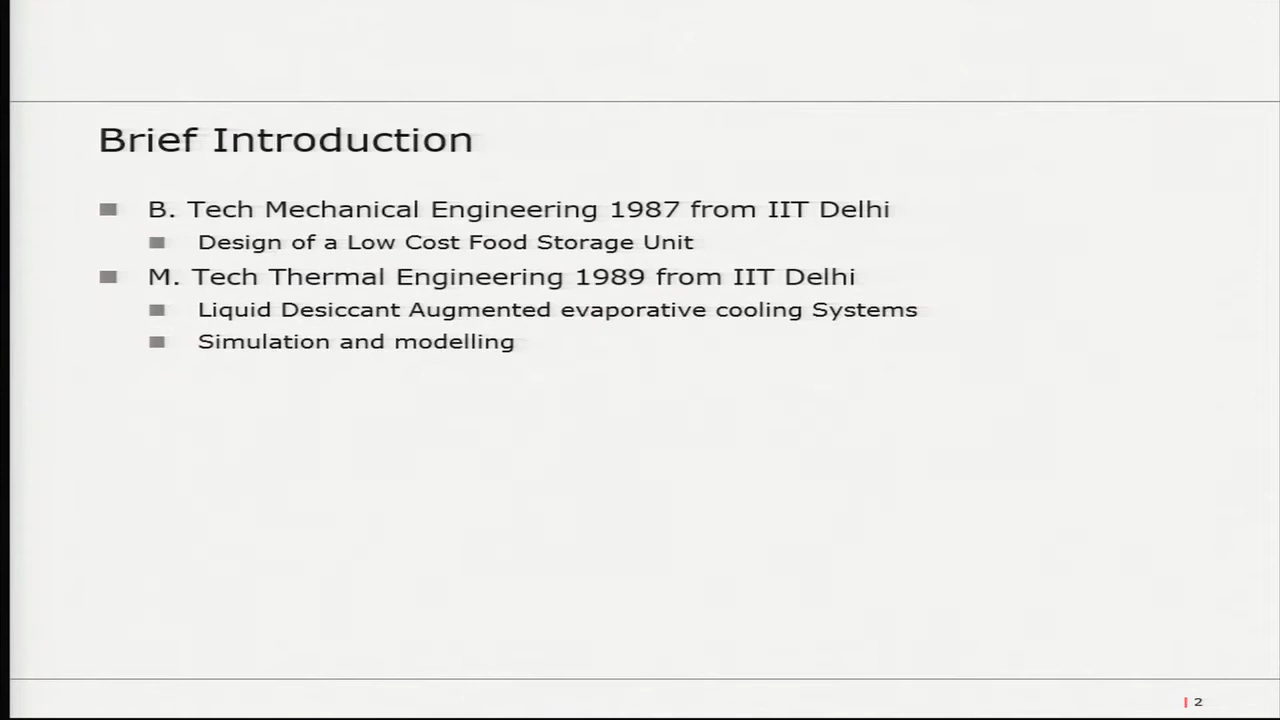 Brief Introduction
B. Tech Mechanical Engineering 1987 from IIT Delhi
Design of a Low Cost Food Storage Unit
M. Tech Thermal Engineering 1989 from IIT Delhi
Liquid Desiccant Augmented evaporative cooling Systems
Simulation and modelling
2